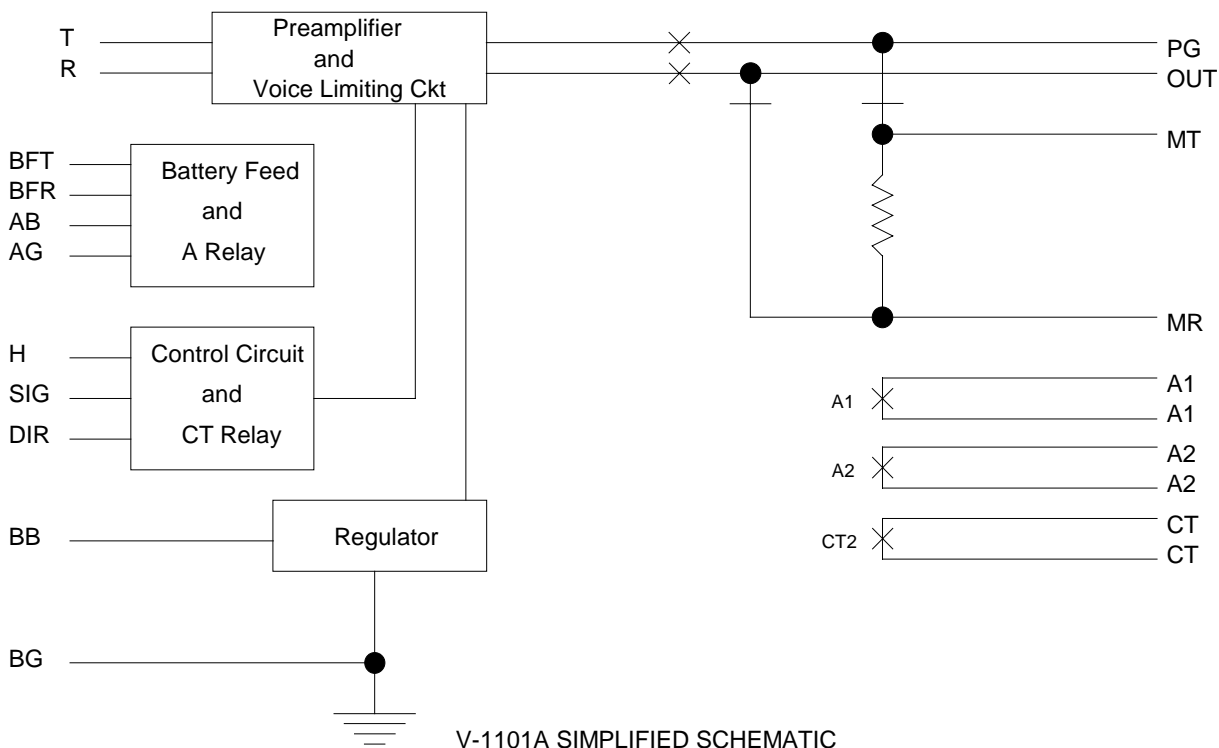 T
R
Preamplifier
and
Voice Limiting Ckt
PG
OUT
MT
BFT
BFR
AB
AG
Battery Feed
and
A Relay
MR
H
SIG
DIR
Control Circuit
and
CT Relay
A1
A1
A1
A2
A2
A2
CT2
CT
CT
BB
Regulator
BG
V-1101A SIMPLIFIED SCHEMATIC